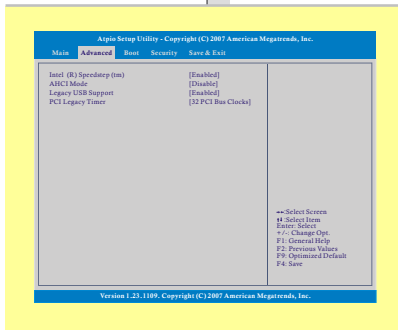 Atpio Setup Utility - Copyright (C) 2007 American Megatrends, Inc.
Main Advanced Boot Security Save & Exit
Intel (R) Speedstep (tm) [Enabled]
AHCI Mode [Disable]
Legacy USB Support [Enabled]
PCI Legacy Timer [32 PCI Bus Clocks]
↔:Select Screen
↑↓:Select Item
Enter: Select
+/-: Change Opt.
F1: General Help
F2: Previous Values
F9: Optimized Default
F4: Save
Version 1.23.1109. Copyright (C) 2007 American Megatrends, Inc.